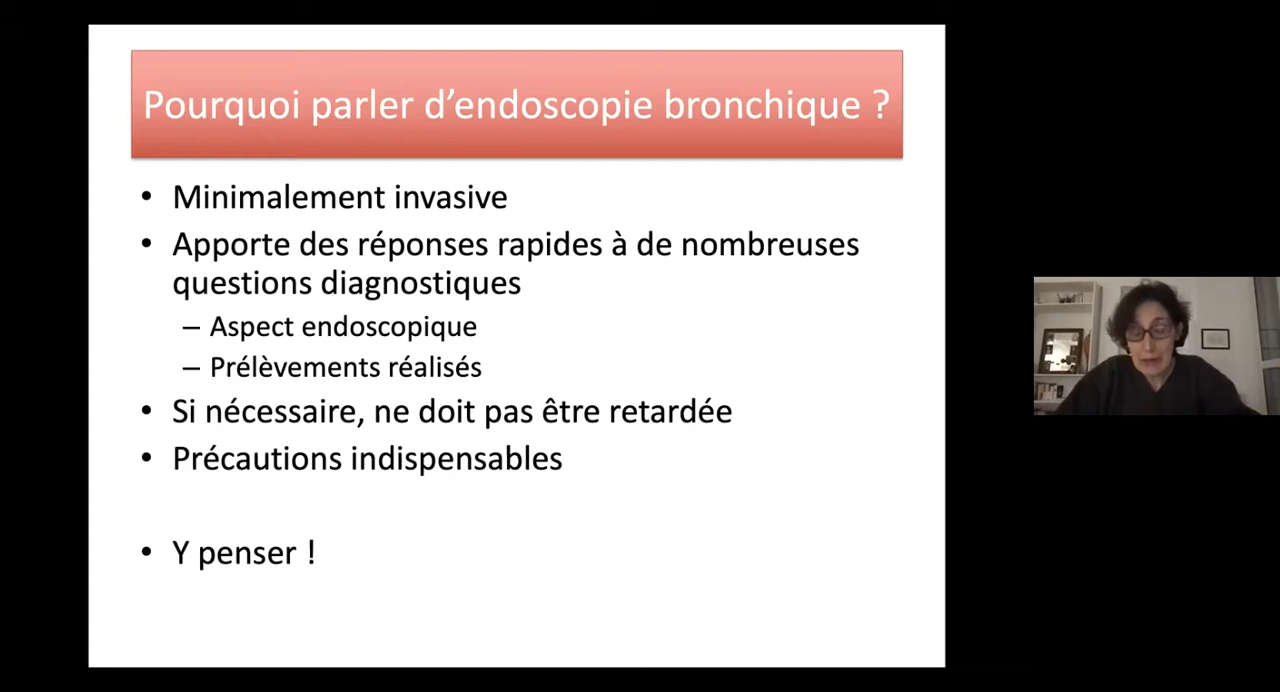 Pourquoi parler d’endoscopie bronchique ?
• Minimalement invasive
• Apporte des réponses rapides à de nombreuses
questions diagnostiques
– Aspect endoscopique
– Prélèvements réalisés
• Si nécessaire, ne doit pas être retardée
• Précautions indispensables
• Y penser !